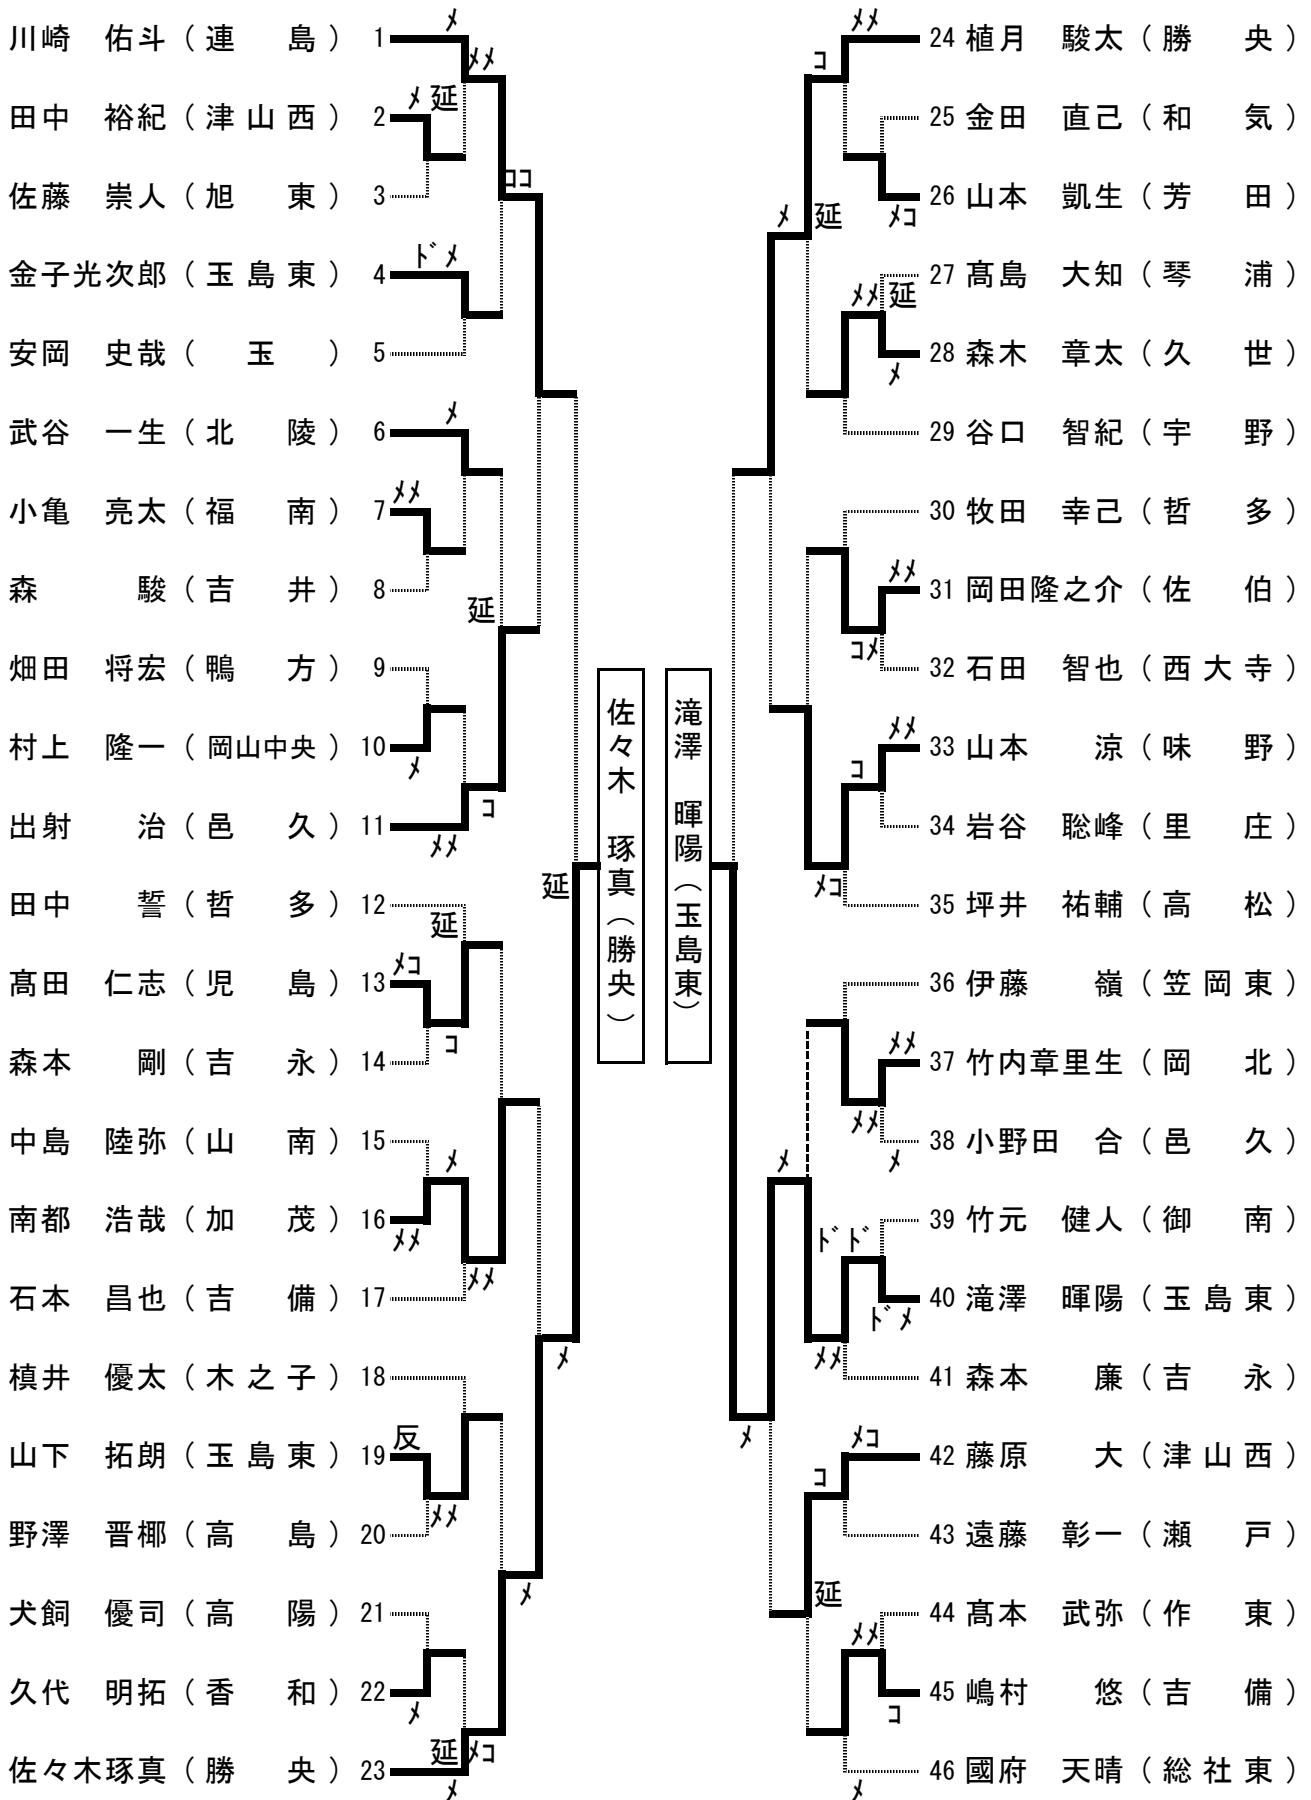 川崎 佑斗（連 島）1
田中 裕紀（津山西）2
佐藤 崇人（旭 東）3
金子光次郎（玉島東）4
安岡 史哉（ 玉 ）5
武谷 一生（北 陵）6
小亀 亮太（福 南）7
森 駿（吉 井）8
畑田 将宏（鴨 方）9
村上 隆一（岡山中央）10
出射 治（邑 久）11
田中 誓（哲 多）12
髙田 仁志（児 島）13
森本 剛（吉 永）14
中島 陸弥（山 南）15
南都 浩哉（加 茂）16
石本 昌也（吉 備）17
槙井 優太（木之子）18
山下 拓朗（玉島東）19
野澤 晋椰（高 島）20
犬飼 優司（高 陽）21
久代 明拓（香 和）22
佐々木琢真（勝 央）23
ﾒ
ﾒﾒ
ﾒ 延
ｺｺ
ﾄﾞﾒ
ﾒ
ﾒﾒ
延
ﾒ
ｺ
ﾒﾒ
延
延
ﾒｺ
ｺ
ﾒ
ﾒﾒ
ﾒﾒ
ﾒ
反
ﾒﾒ
ﾒ
ﾒ
延 ﾒｺ
ﾒ
佐々木 琢真（勝央）
滝澤 暉陽（玉島東）
24 植月 駿太（勝 央）
25 金田 直己（和 気）
26 山本 凱生（芳 田）
27 髙島 大知（琴 浦）
28 森木 章太（久 世）
29 谷口 智紀（宇 野）
30 牧田 幸己（哲 多）
31 岡田隆之介（佐 伯）
32 石田 智也（西大寺）
33 山本 涼（味 野）
34 岩谷 聡峰（里 庄）
35 坪井 祐輔（高 松）
36 伊藤 嶺（笠岡東）
37 竹内章里生（岡 北）
38 小野田 合（邑 久）
39 竹元 健人（御 南）
40 滝澤 暉陽（玉島東）
41 森本 廉（吉 永）
42 藤原 大（津山西）
43 遠藤 彰一（瀬 戸）
44 髙本 武弥（作 東）
45 嶋村 悠（吉 備）
46 國府 天晴（総社東）
ﾒﾒ
ｺ
ﾒ 延
ﾒｺ
ﾒﾒ 延
ﾒ
ﾒﾒ
ｺﾒ
ﾒﾒ
ｺ
ﾒｺ
ﾒﾒ
ﾒﾒ
ﾒ
ﾒ
ﾄﾞﾄﾞ
ﾄﾞﾒ
ﾒﾒ
ﾒ
ﾒｺ
ｺ
延
ﾒﾒ
ｺ
ﾒ